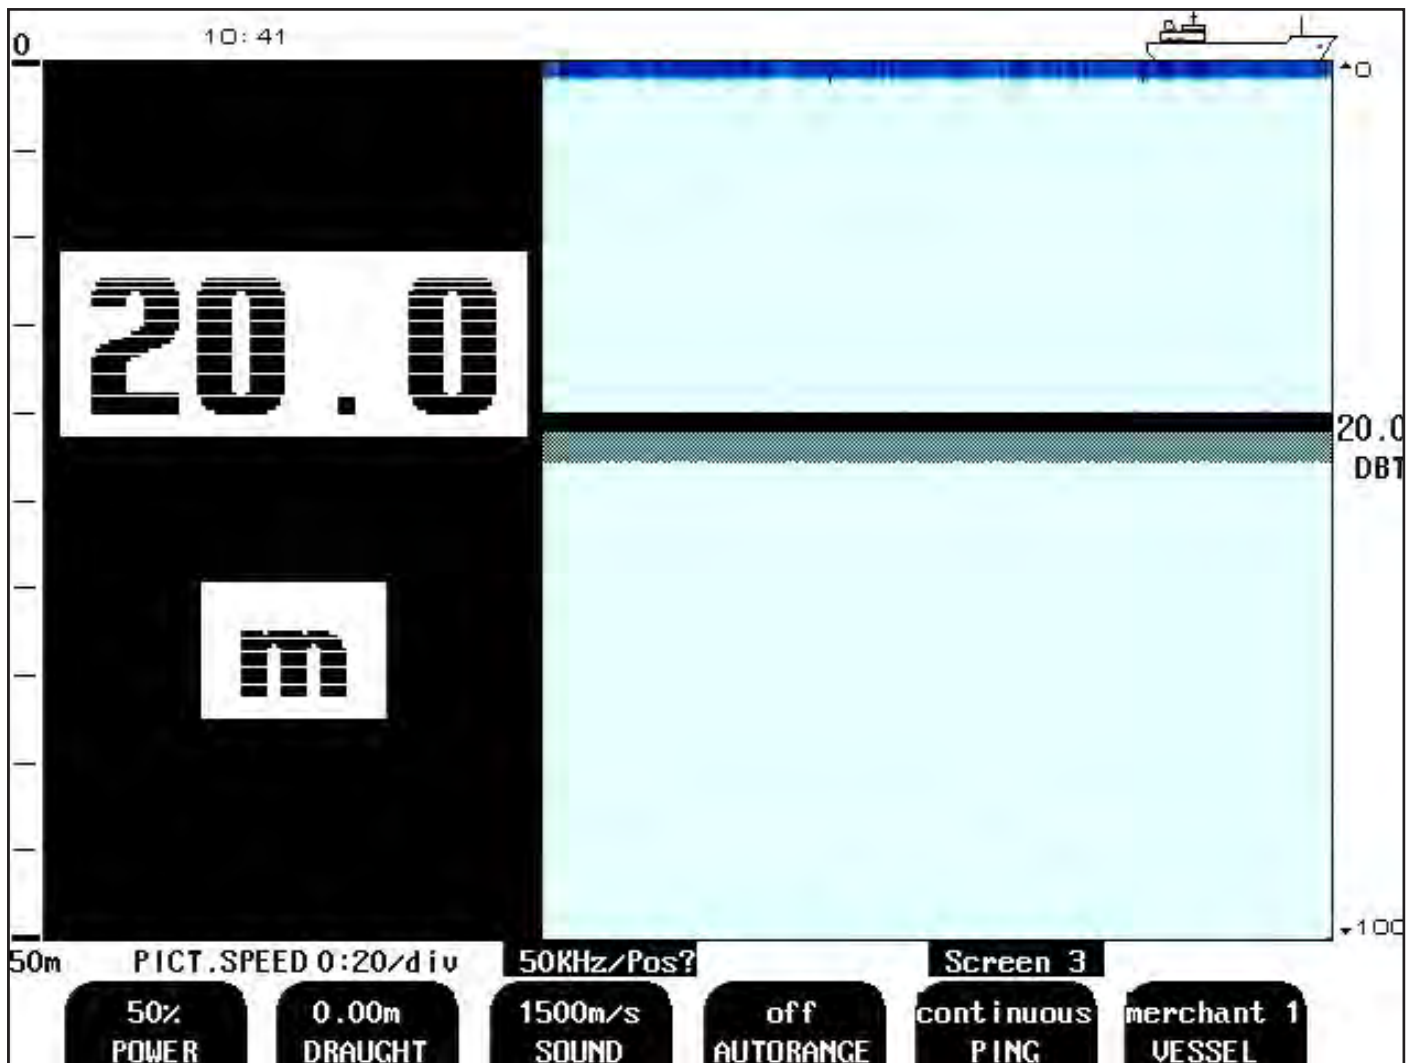 0
10:41
0
20.0
20.0
DBT
m
100
50m
PICT.SPEED 0:20/div
50KHz/Pos?
Screen 3
50%
POWER
0.00m
DRAUGHT
1500m/s
SOUND
off
AUTORANGE
continuous
PING
merchant 1
VESSEL